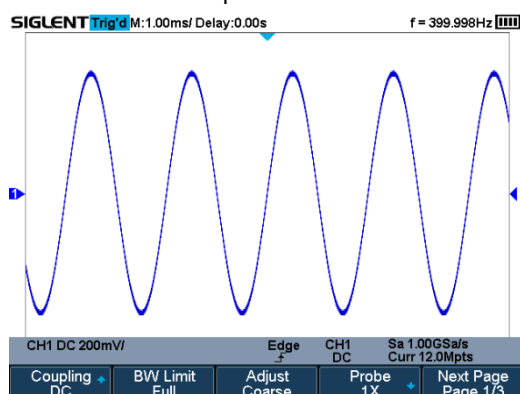 SIGLENT Trig'd M:1.00ms/ Delay:0.00s f = 399.998Hz
1
CH1 DC 200mV/ Edge CH1 Sa 1.00GSa/s
DC Curr 12.0Mpts
Coupling BW Limit Adjust Probe Next Page
DC Full Coarse 1X Page 1/3